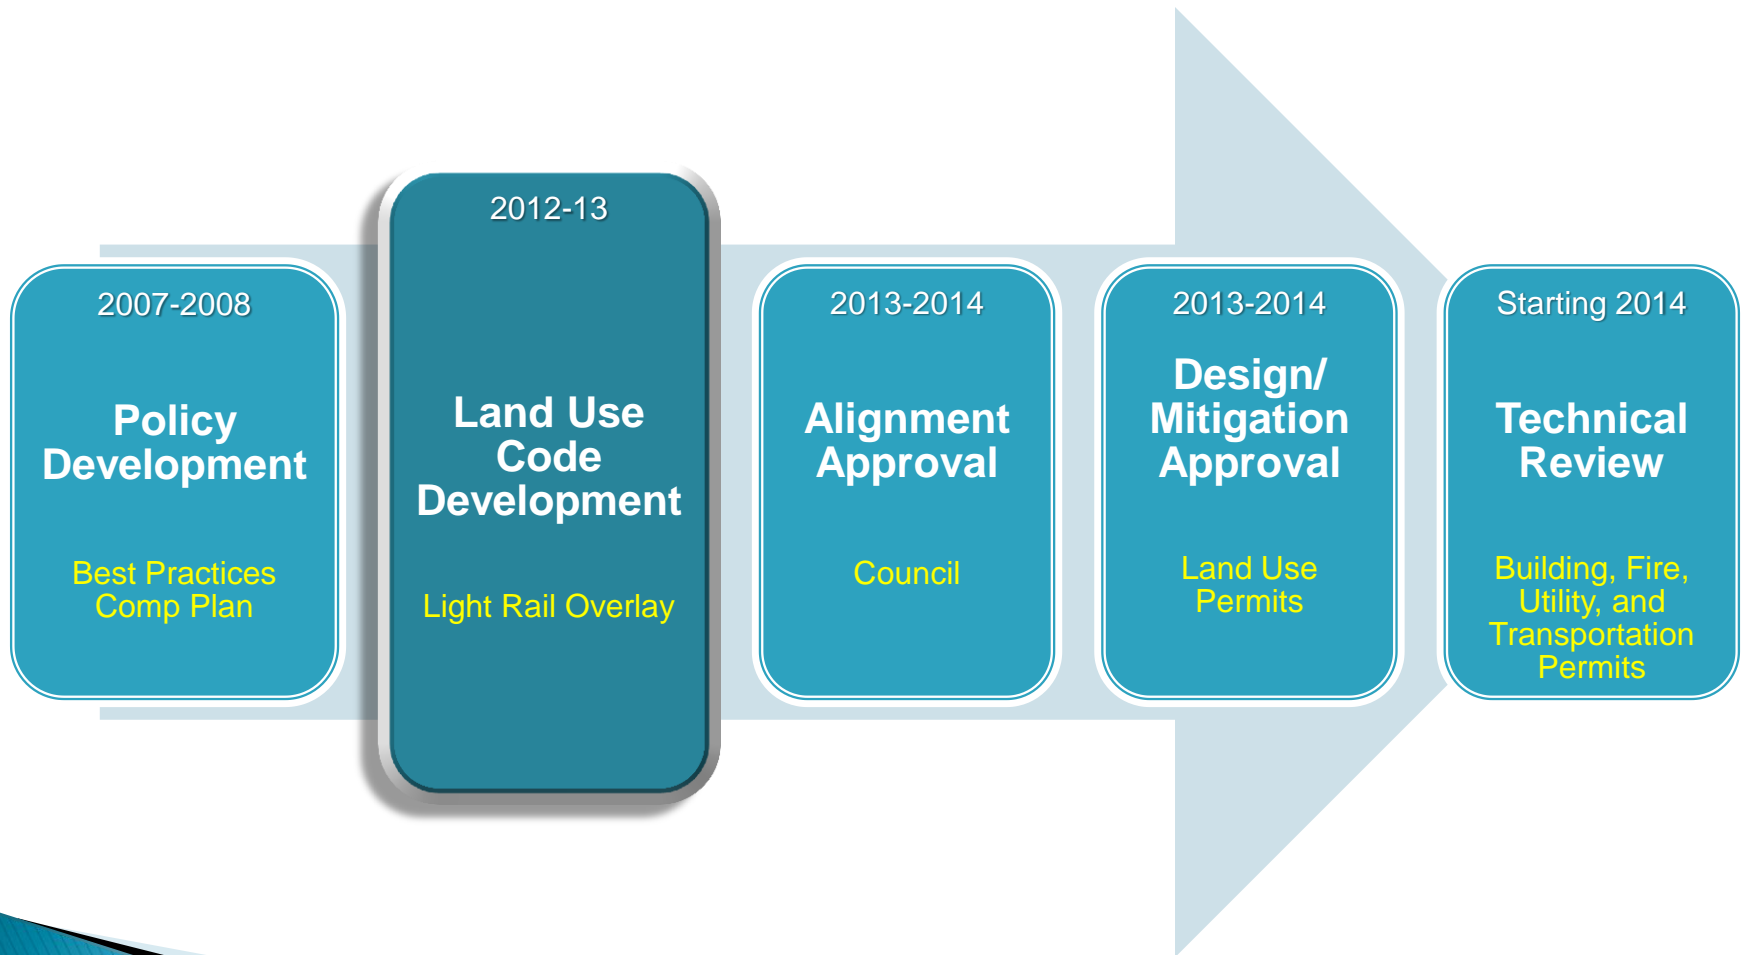 2007-2008
Policy
Development
Best Practices
Comp Plan
2012-13
Land Use
Code
Development
Light Rail Overlay
2013-2014
Alignment
Approval
Council
2013-2014
Design/
Mitigation
Approval
Land Use
Permits
Starting 2014
Technical
Review
Building, Fire,
Utility, and
Transportation
Permits